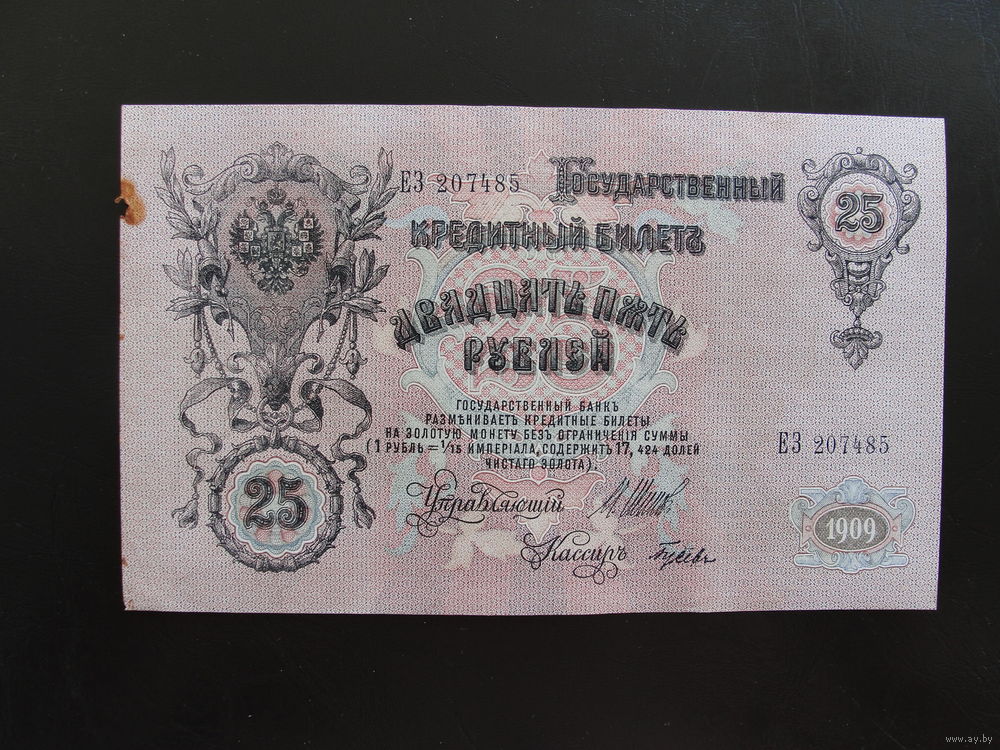 ЕЗ 207485
Государственный
25
кредитный билетъ
двадцать пять
рублей
ГОСУДАРСТВЕННЫЙ БАНКЪ
РАЗМѢНИВАЕТЪ КРЕДИТНЫЕ БИЛЕТЫ
НА ЗОЛОТУЮ МОНЕТУ БЕЗЪ ОГРАНИЧЕНІЯ СУММЫ
(1 РУБЛЬ = 1/15 ИМПЕРІАЛА, СОДЕРЖИТЪ 17,424 ДОЛЕЙ
ЧИСТАГО ЗОЛОТА).
ЕЗ 207485
25
Управляющій И. Шипов
Кассиръ Гусевъ
1909
www.ay.by